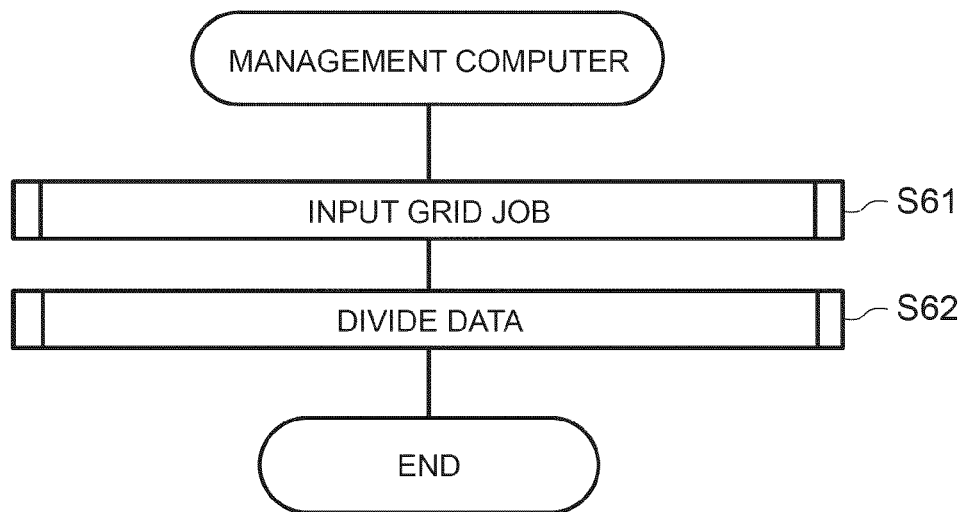 MANAGEMENT COMPUTER
INPUT GRID JOB
S61
DIVIDE DATA
S62
END